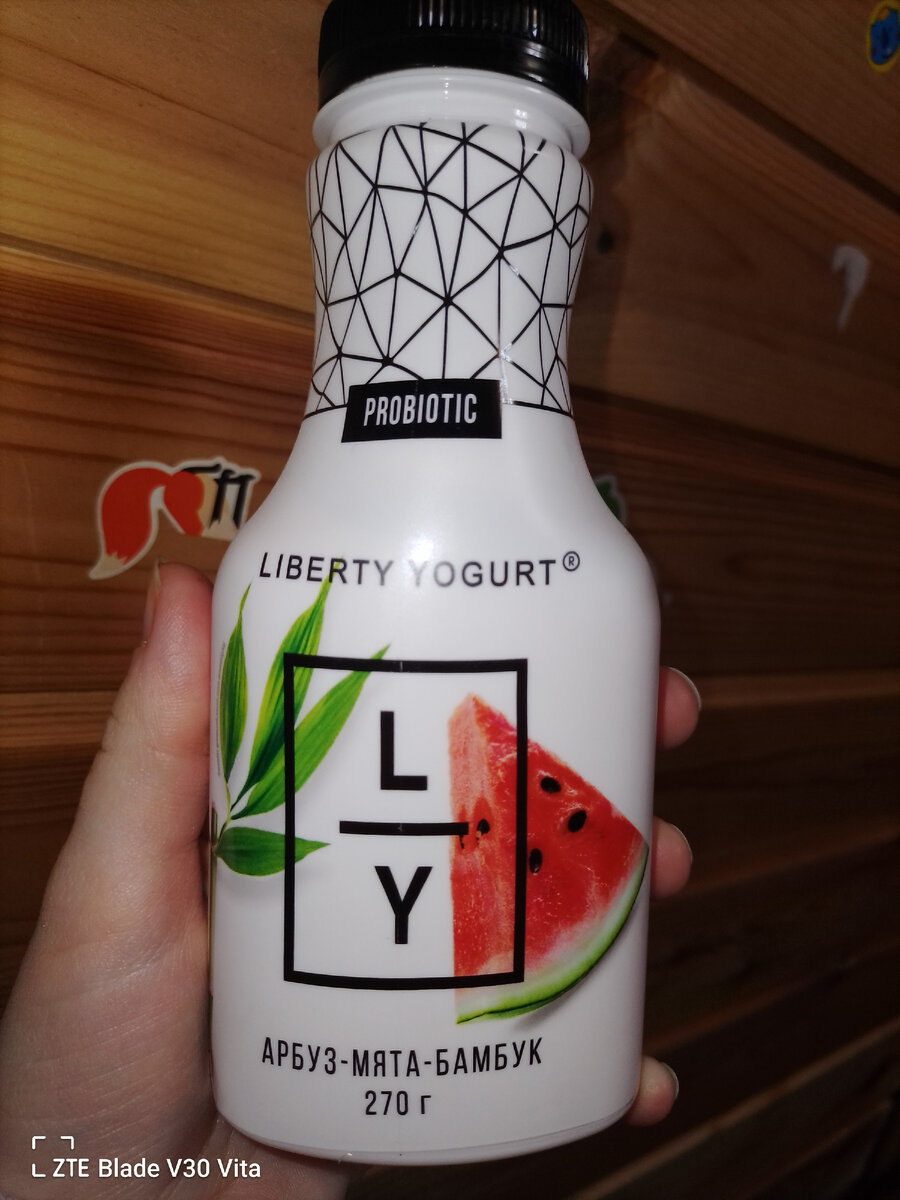 PROBIOTIC
LIBERTY YOGURT®
L
Y
АРБУЗ-МЯТА-БАМБУК
270 г
ZTE Blade V30 Vita